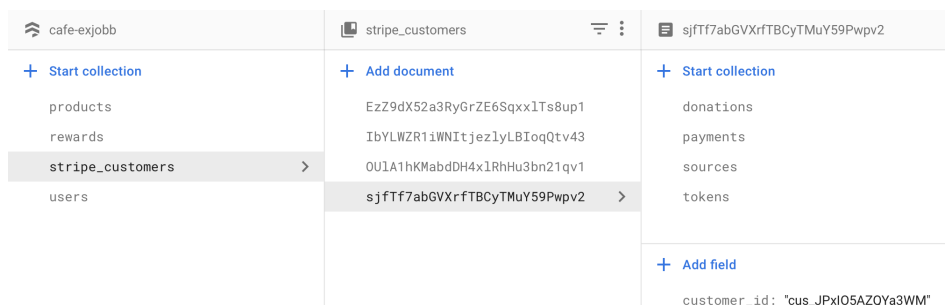 cafe-exjobb
stripe_customers
sjfTf7abGVXrfTBCyTMuY59Pwpv2
+ Start collection
+ Add document
+ Start collection
products
rewards
stripe_customers
users
EzZ9dX52a3RyGrZE6SqxxlTs8up1
IbYLWZR1iWNItjezlyLBIoqQtv43
OUlA1hKMabdDH4xlRhHu3bn21qv1
sjfTf7abGVXrfTBCyTMuY59Pwpv2
donations
payments
sources
tokens
+ Add field
customer_id: "cus_JPxIO5AZQYa3WM"